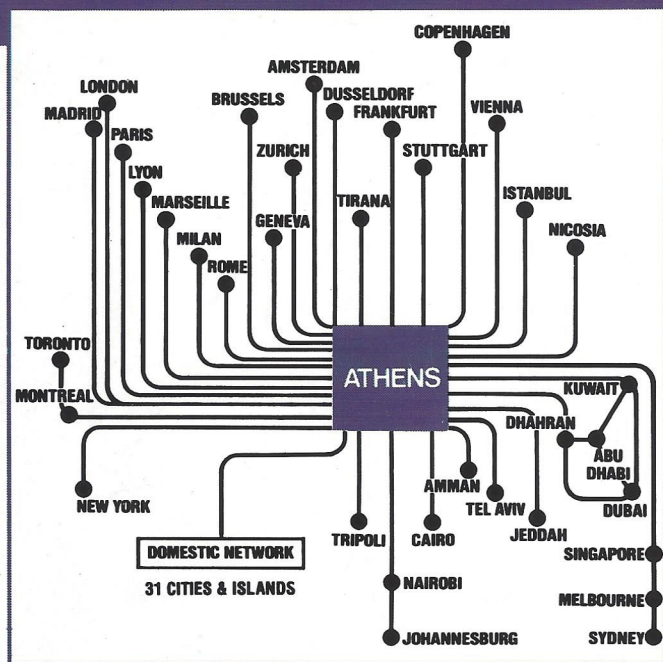 COPENHAGEN
AMSTERDAM
LONDON
DUSSELDORF
BRUSSELS
FRANKFURT
VIENNA
MADRID
PARIS
ZURICH
STUTTGART
LYON
MARSEILLE
TIRANA
ISTANBUL
GENEVA
NICOSIA
MILAN
ROME
TORONTO
ATHENS
KUWAIT
MONTREAL
DHAHRAN
ABU
DHABI
NEW YORK
AMMAN
TEL AVIV
DUBAI
TRIPOLI
CAIRO
JEDDAH
DOMESTIC NETWORK
SINGAPORE
31 CITIES & ISLANDS
NAIROBI
MELBOURNE
JOHANNESBURG
SYDNEY